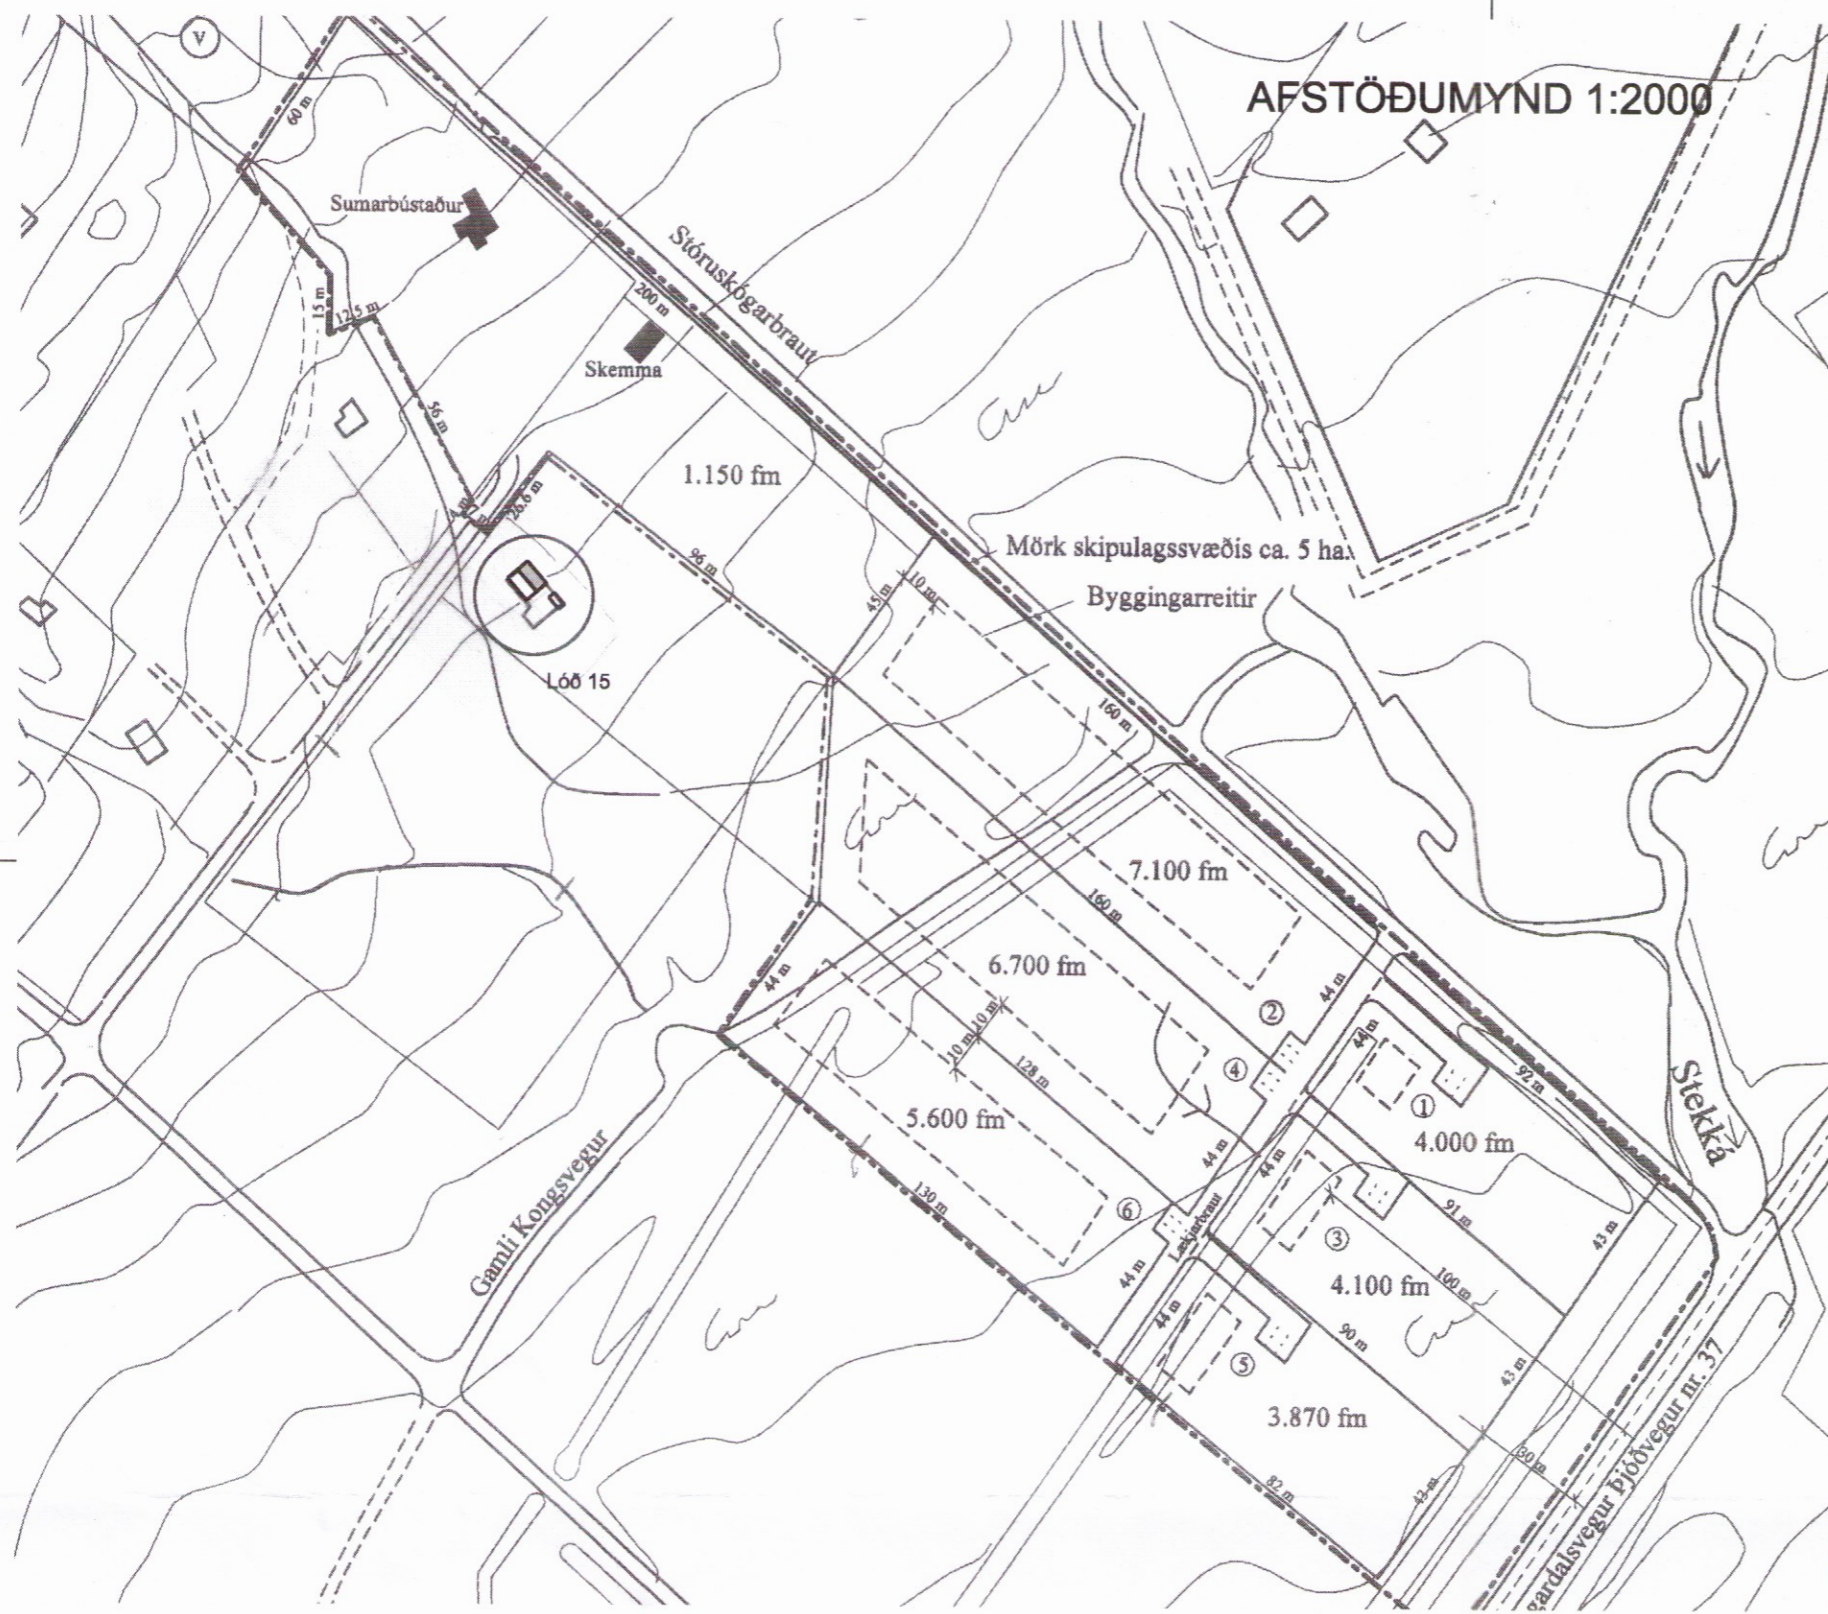 V
AFSTÖÐUMYND 1:2000
60 m
Sumarbústaður
Stóruskógarbraut
15 m
12.5 m
200 m
Skemma
56 m
26.6 m
1.150 fm
96 m
Mörk skipulagssvæðis ca. 5 ha.
10 m
45 m
Byggingarreitir
Lóð 15
160 m
7.100 fm
160 m
6.700 fm
44 m
44 m
2
10 m
10 m
44 m
128 m
4
92 m
1
5.600 fm
4.000 fm
Stekká
44 m
44 m
Gamli Kongsvegur
130 m
6
Lækjarbraut
91 m
3
43 m
44 m
4.100 fm
100 m
44 m
90 m
5
43 m
3.870 fm
30 m
82 m
43 m
gardalsvegur Þjóðvegur nr. 37